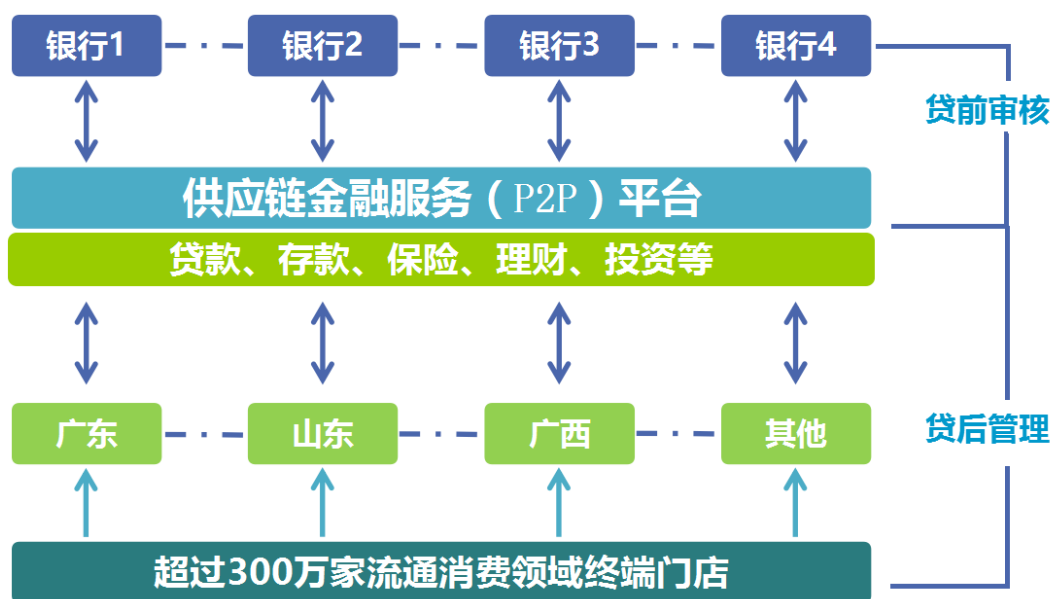 银行1
银行2
银行3
银行4
贷前审核
供应链金融服务（P2P）平台
贷款、存款、保险、理财、投资等
广东
山东
广西
其他
贷后管理
超过300万家流通消费领域终端门店